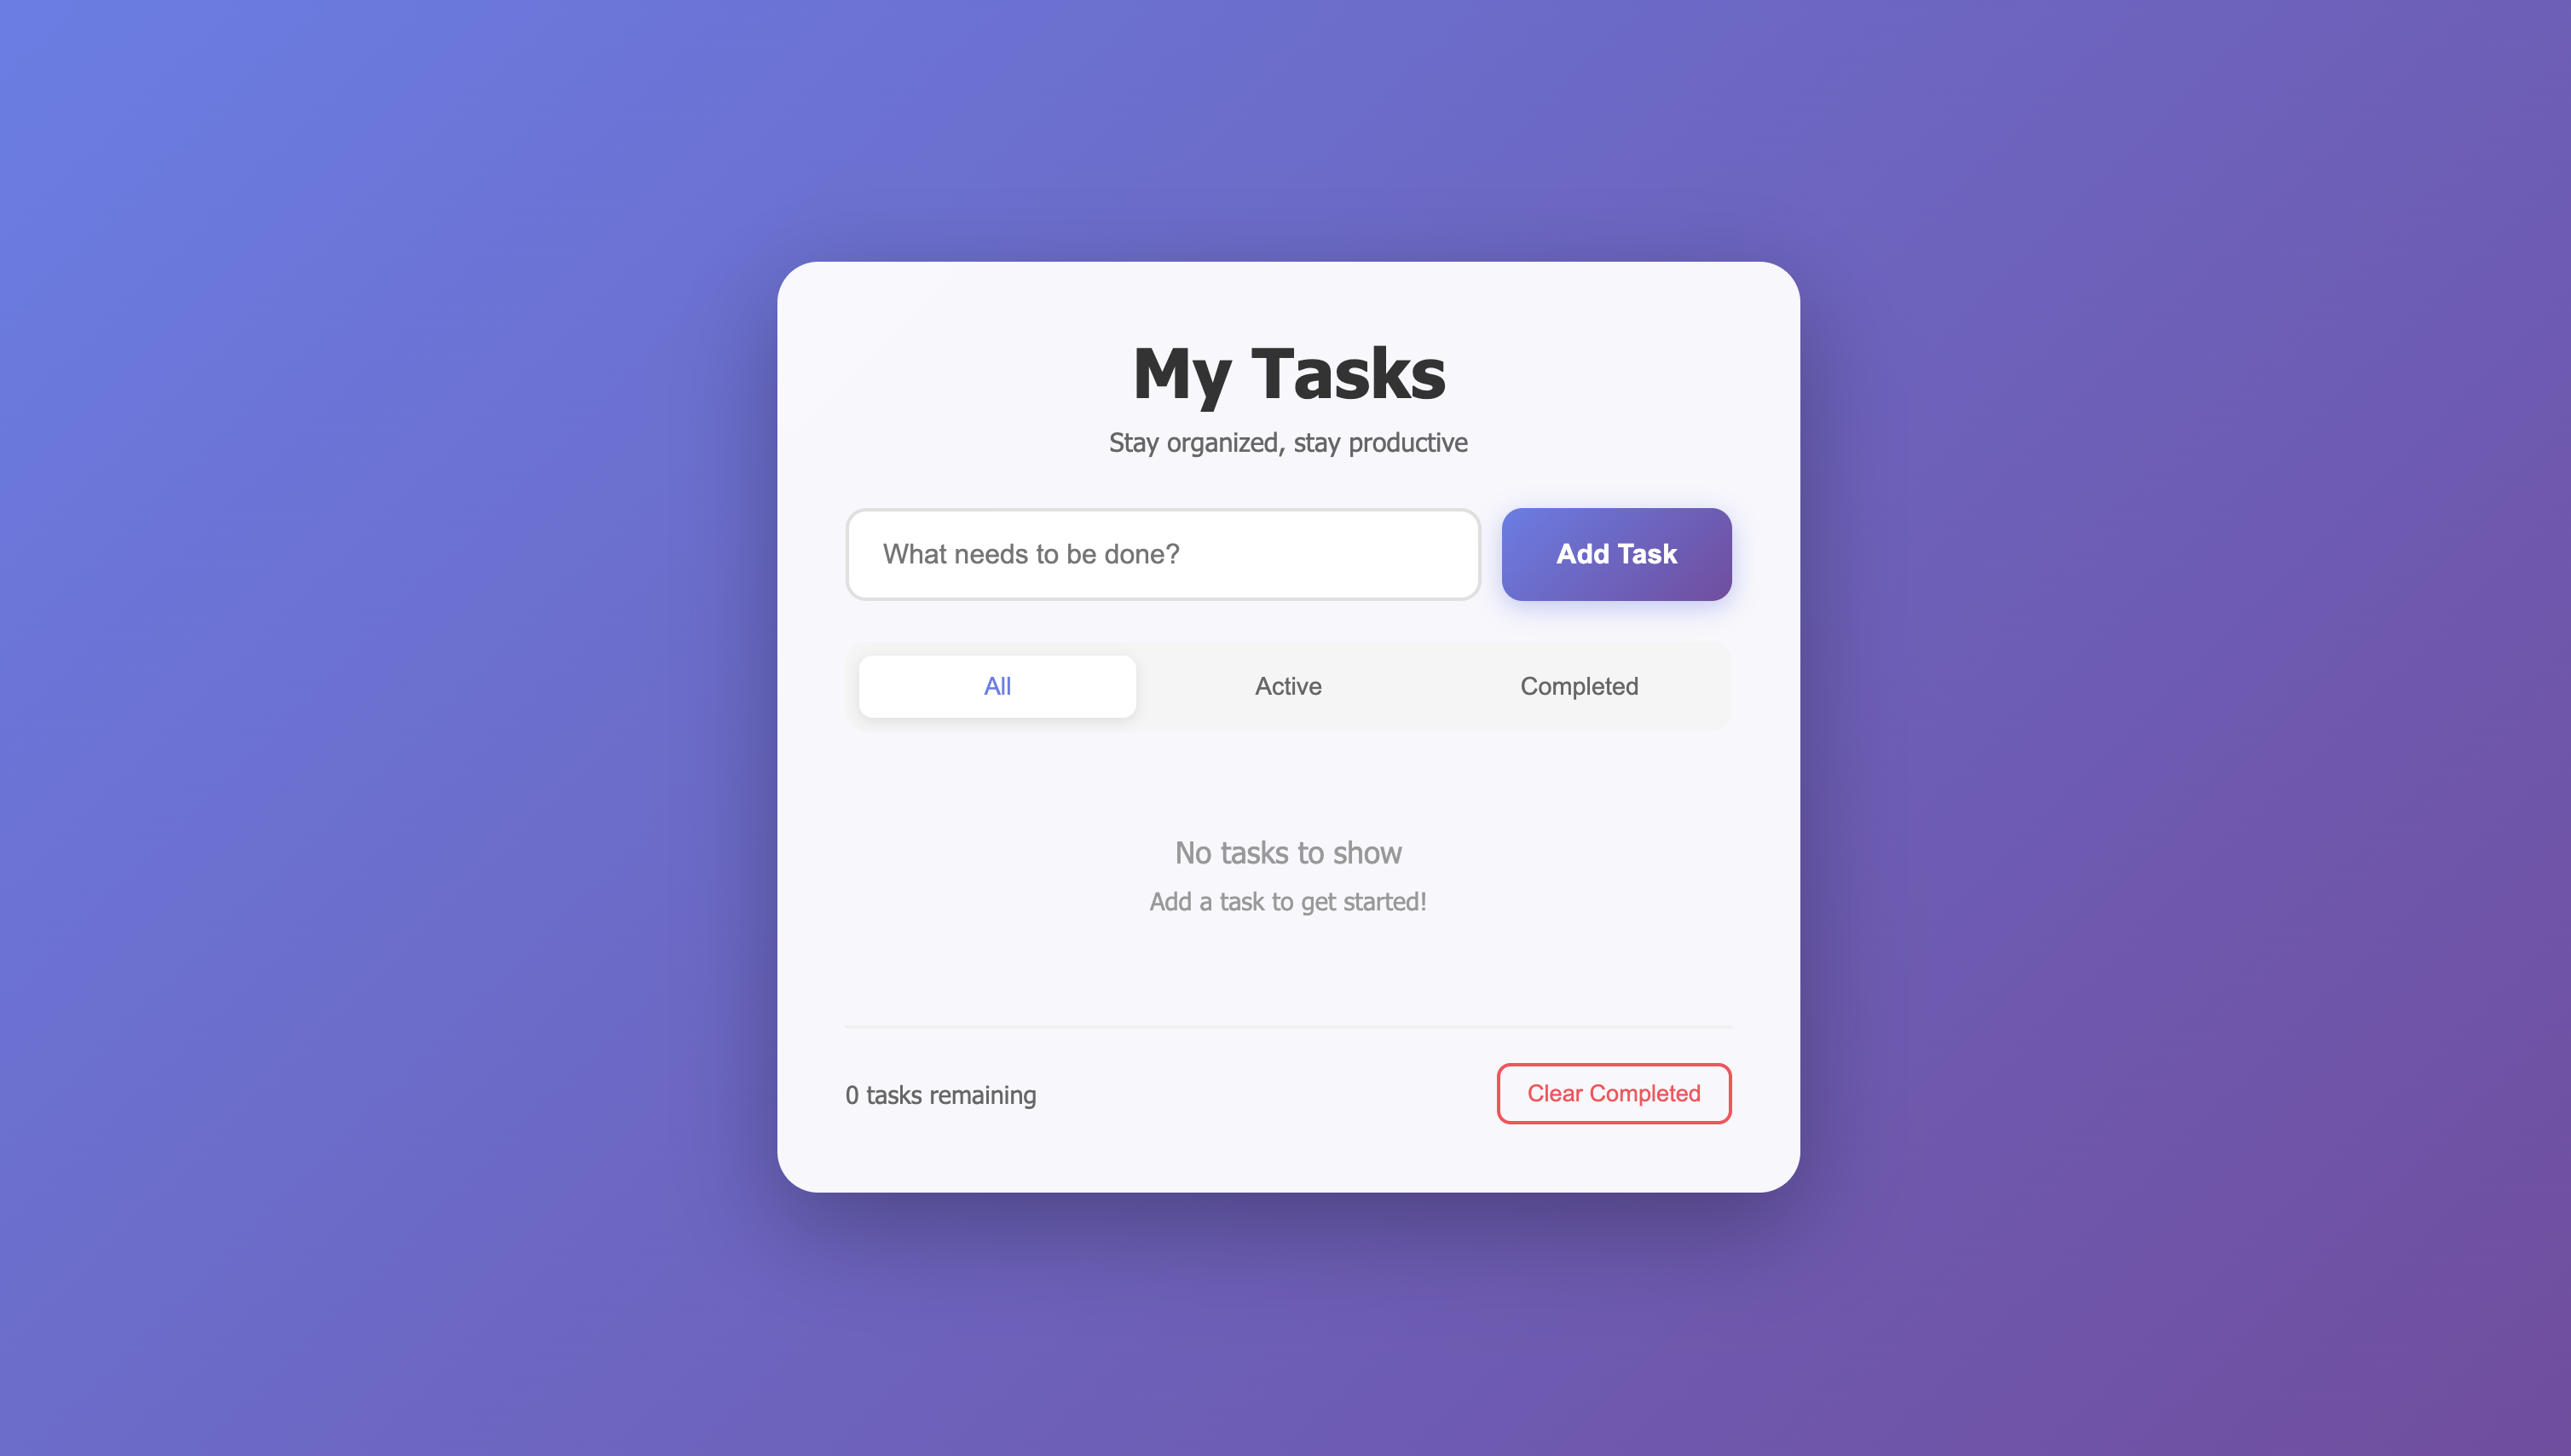 My Tasks
Stay organized, stay productive
What needs to be done?
Add Task
All
Active
Completed
No tasks to show
Add a task to get started!
0 tasks remaining
Clear Completed